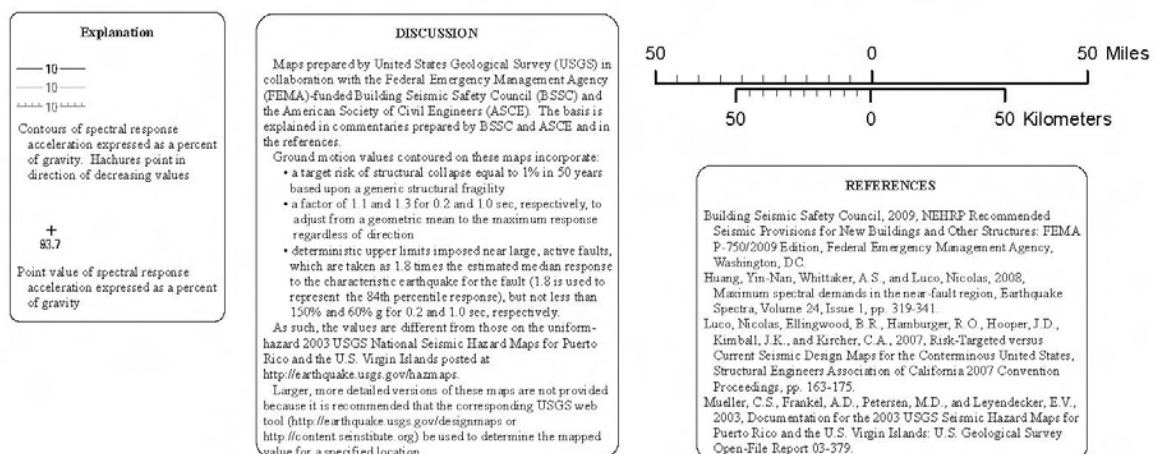 Explanation
10
10
10
Contours of spectral response
acceleration expressed as a percent
of gravity. Hachures point in
direction of decreasing values
+
93.7
Point value of spectral response
acceleration expressed as a percent
of gravity
DISCUSSION
Maps prepared by United States Geological Survey (USGS) in
collaboration with the Federal Emergency Management Agency
(FEMA)-funded Building Seismic Safety Council (BSSC) and
the American Society of Civil Engineers (ASCE). The basis is
explained in commentaries prepared by BSSC and ASCE and in
the references.
Ground motion values contoured on these maps incorporate:
• a target risk of structural collapse equal to 1% in 50 years
based upon a generic structural fragility
• a factor of 1.1 and 1.3 for 0.2 and 1.0 sec, respectively, to
adjust from a geometric mean to the maximum response
regardless of direction
• deterministic upper limits imposed near large, active faults,
which are taken as 1.8 times the estimated median response
to the characteristic earthquake for the fault (1.8 is used to
represent the 84th percentile response), but not less than
150% and 60% g for 0.2 and 1.0 sec, respectively.
As such, the values are different from those on the uniform-
hazard 2003 USGS National Seismic Hazard Maps for Puerto
Rico and the U.S. Virgin Islands posted at
http://earthquake.usgs.gov/hazmaps.
Larger, more detailed versions of these maps are not provided
because it is recommended that the corresponding USGS web
tool (http://earthquake.usgs.gov/designmaps or
http://content.seinstitute.org) be used to determine the mapped
value for a specified location.
50 0 50 Miles
50 0 50 Kilometers
REFERENCES
Building Seismic Safety Council, 2009, NEHRP Recommended
Seismic Provisions for New Buildings and Other Structures: FEMA
P-750/2009 Edition, Federal Emergency Management Agency,
Washington, DC.
Huang, Yin-Nan, Whittaker, A.S., and Luco, Nicolas, 2008,
Maximum spectral demands in the near-fault region, Earthquake
Spectra, Volume 24, Issue 1, pp. 319-341.
Luco, Nicolas, Ellingwood, B.R., Hamburger, R.O., Hooper, J.D.,
Kimball, J.K., and Kircher, C.A., 2007, Risk-Targeted versus
Current Seismic Design Maps for the Conterminous United States,
Structural Engineers Association of California 2007 Convention
Proceedings, pp. 163-175.
Mueller, C.S., Frankel, A.D., Petersen, M.D., and Leyendecker, E.V.,
2003, Documentation for the 2003 USGS Seismic Hazard Maps for
Puerto Rico and the U.S. Virgin Islands: U.S. Geological Survey
Open-File Report 03-379.